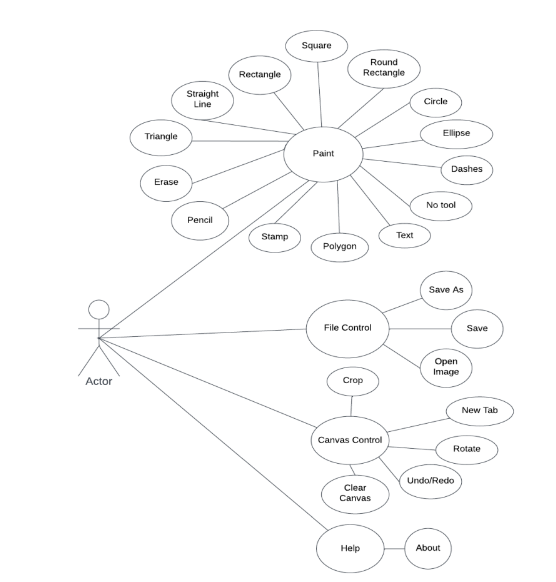 Square
Round
Rectangle
Rectangle
Straight
Line
Circle
Triangle
Ellipse
Paint
Dashes
Erase
No tool
Pencil
Stamp
Polygon
Text
Save As
File Control
Save
Open
Image
Actor
Crop
New Tab
Canvas Control
Rotate
Undo/Redo
Clear
Canvas
Help
About